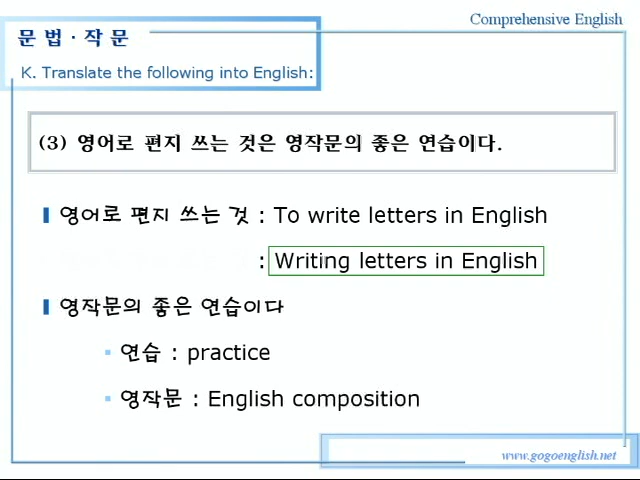 Comprehensive English
문법·작문
K. Translate the following into English:
(3) 영어로 편지 쓰는 것은 영작문의 좋은 연습이다.
영어로 편지 쓰는 것 : To write letters in English
: Writing letters in English
영작문의 좋은 연습이다
연습 : practice
영작문 : English composition
www.gogoenglish.net